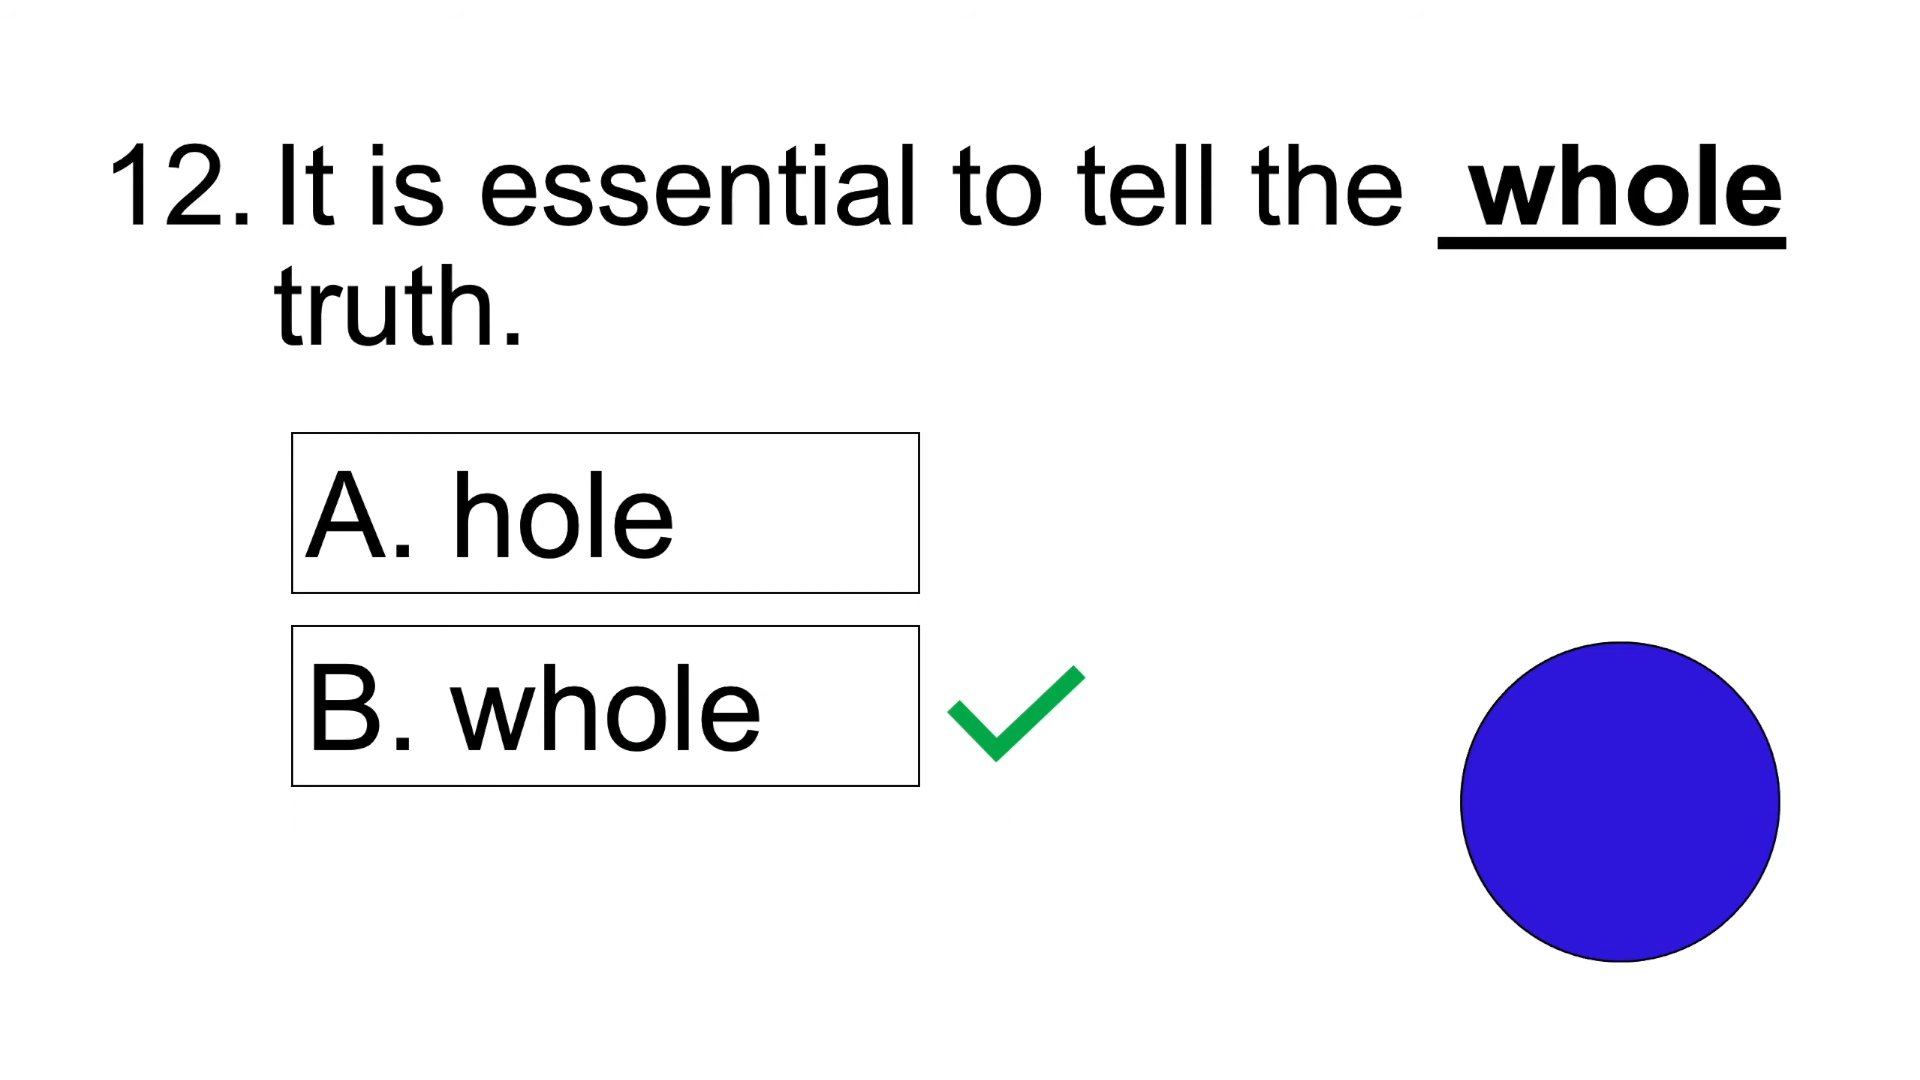 12. It is essential to tell the whole
truth.
A. hole
B. whole